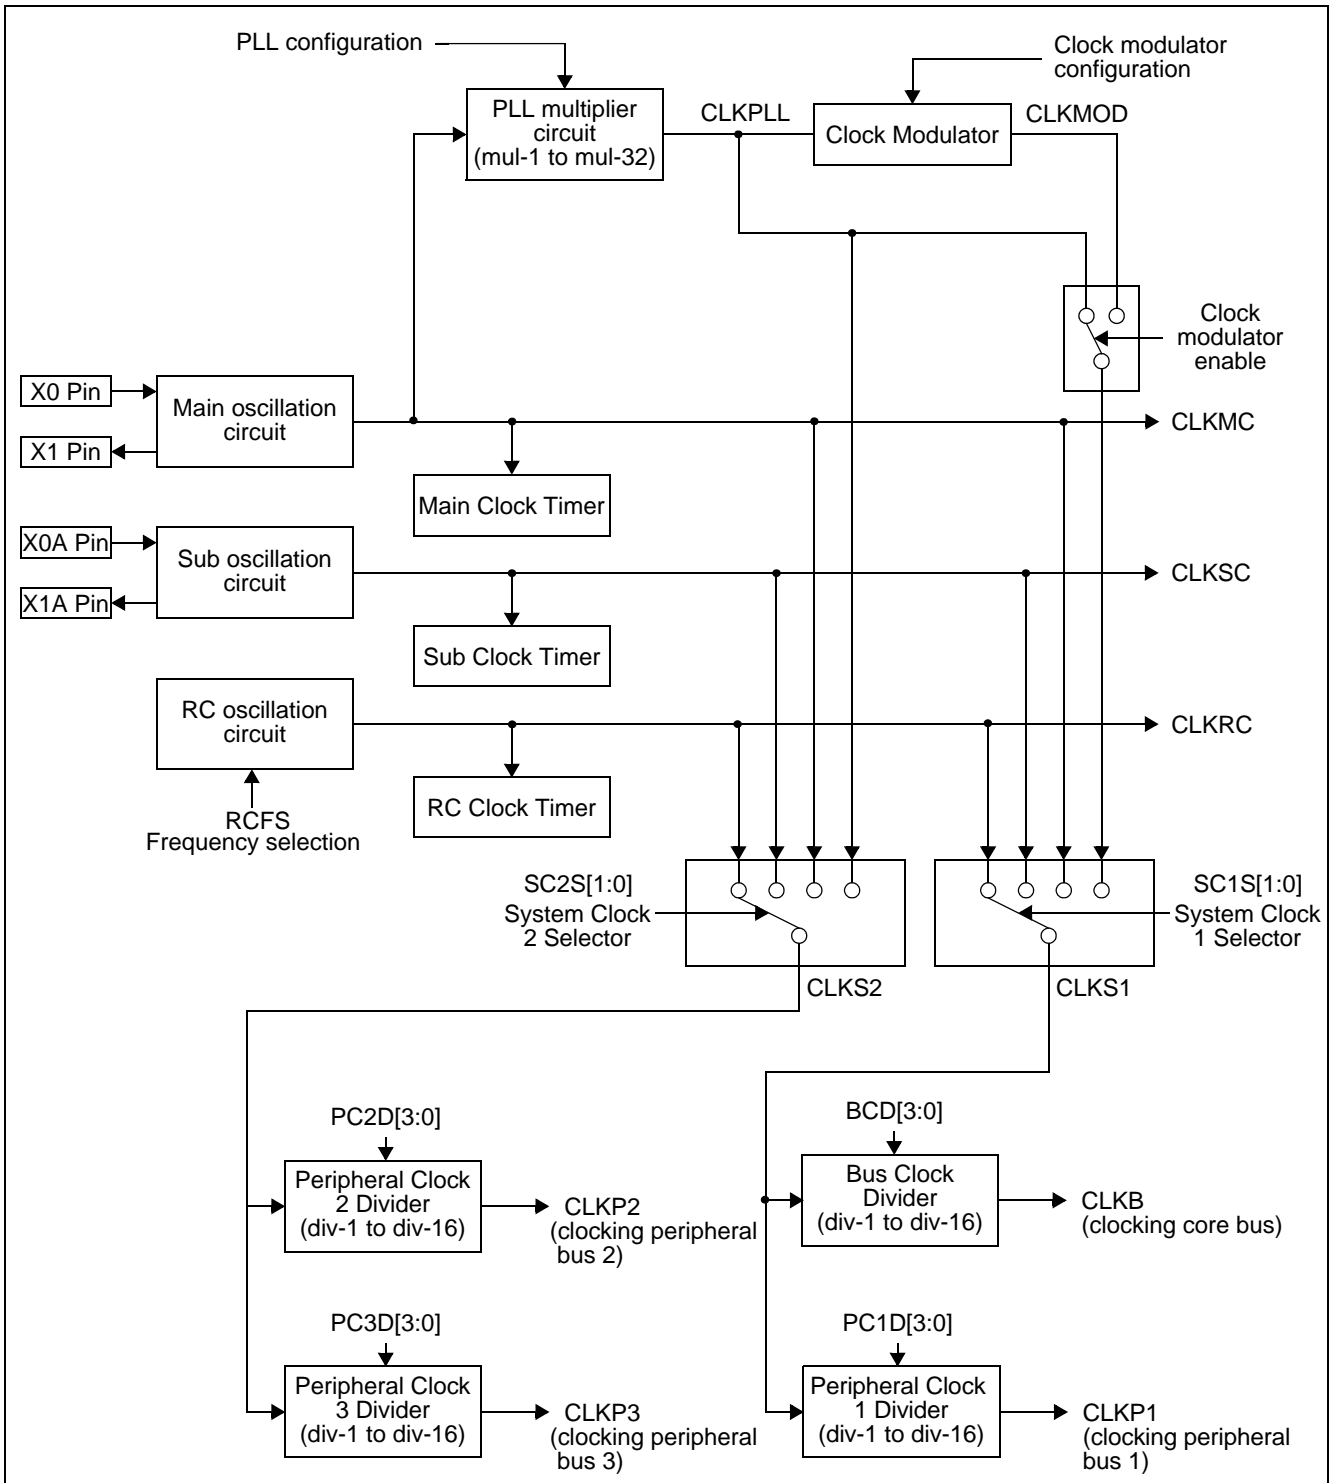 PLL configuration
Clock modulator
configuration
PLL multiplier
circuit
(mul-1 to mul-32)
CLKPLL
Clock Modulator
CLKMOD
Clock
modulator
enable
X0 Pin
X1 Pin
Main oscillation
circuit
CLKMC
Main Clock Timer
X0A Pin
X1A Pin
Sub oscillation
circuit
CLKSC
Sub Clock Timer
RC oscillation
circuit
CLKRC
RC Clock Timer
RCFS
Frequency selection
SC2S[1:0]
System Clock
2 Selector
SC1S[1:0]
System Clock
1 Selector
CLKS2
CLKS1
PC2D[3:0]
Peripheral Clock
2 Divider
(div-1 to div-16)
CLKP2
(clocking peripheral
bus 2)
BCD[3:0]
Bus Clock
Divider
(div-1 to div-16)
CLKB
(clocking core bus)
PC3D[3:0]
Peripheral Clock
3 Divider
(div-1 to div-16)
CLKP3
(clocking peripheral
bus 3)
PC1D[3:0]
Peripheral Clock
1 Divider
(div-1 to div-16)
CLKP1
(clocking peripheral
bus 1)